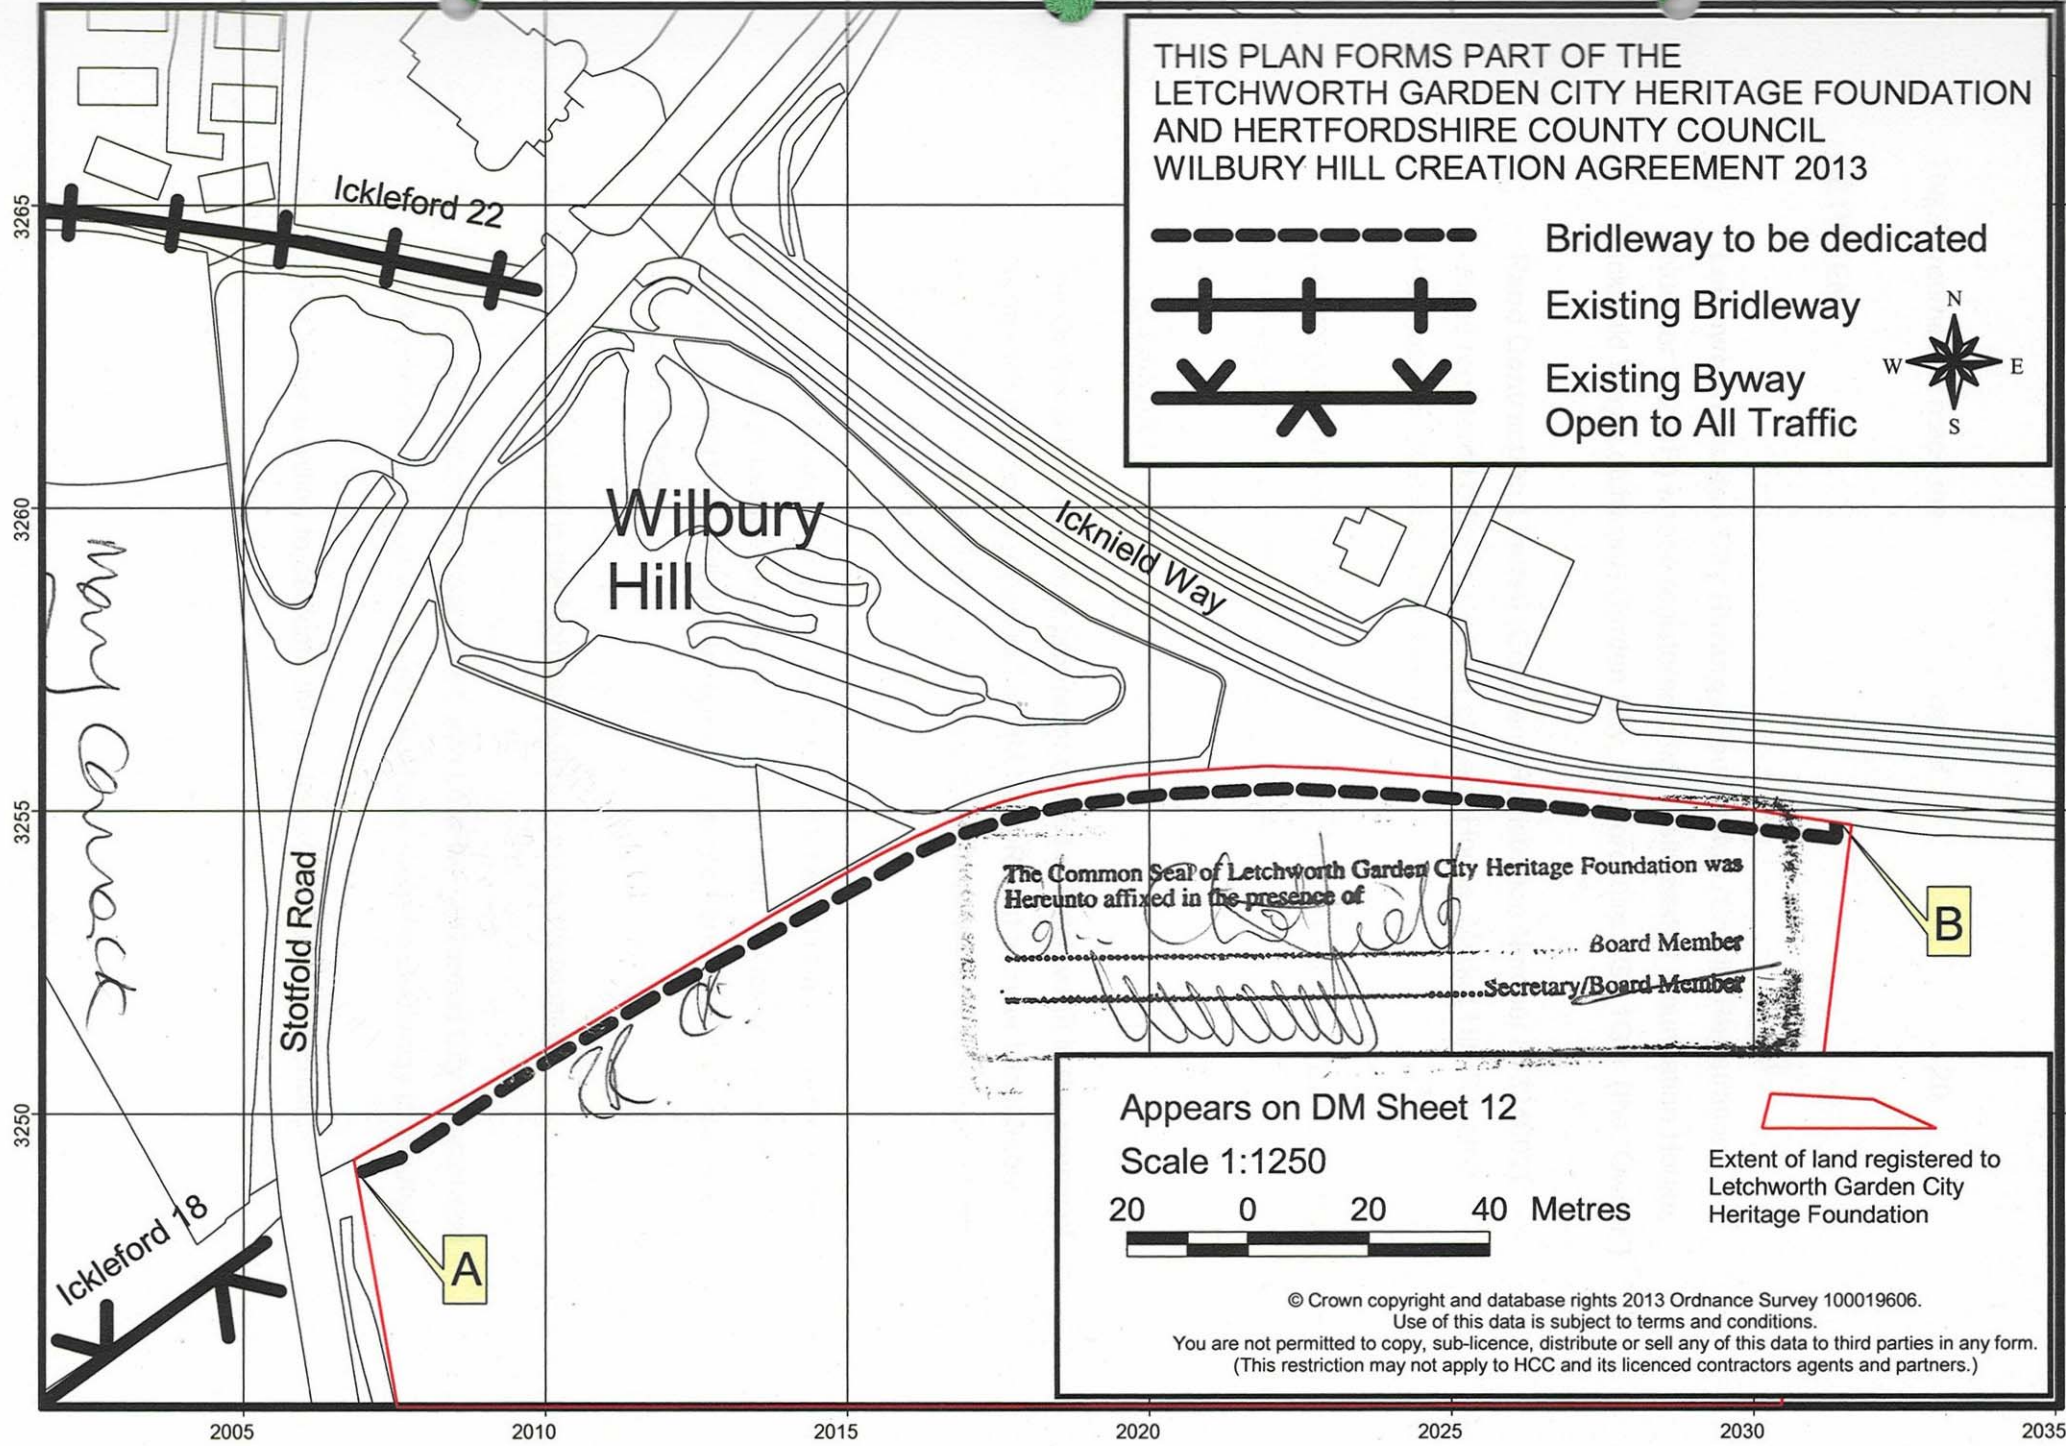 THIS PLAN FORMS PART OF THE
LETCHWORTH GARDEN CITY HERITAGE FOUNDATION
AND HERTFORDSHIRE COUNTY COUNCIL
WILBURY HILL CREATION AGREEMENT 2013
Bridleway to be dedicated
Existing Bridleway
Existing Byway
Open to All Traffic
N
W
E
S
Ickleford 22
3265
3260
3255
3250
Wilbury
Hill
Icknield Way
Stotfold Road
Ickleford 18
A
B
The Common Seal of Letchworth Garden City Heritage Foundation was
Hereunto affixed in the presence of
Board Member
Secretary/Board Member
Appears on DM Sheet 12
Scale 1:1250
20 0 20 40 Metres
Extent of land registered to
Letchworth Garden City
Heritage Foundation
© Crown copyright and database rights 2013 Ordnance Survey 100019606.
Use of this data is subject to terms and conditions.
You are not permitted to copy, sub-licence, distribute or sell any of this data to third parties in any form.
(This restriction may not apply to HCC and its licenced contractors agents and partners.)
2005 2010 2015 2020 2025 2030 2035